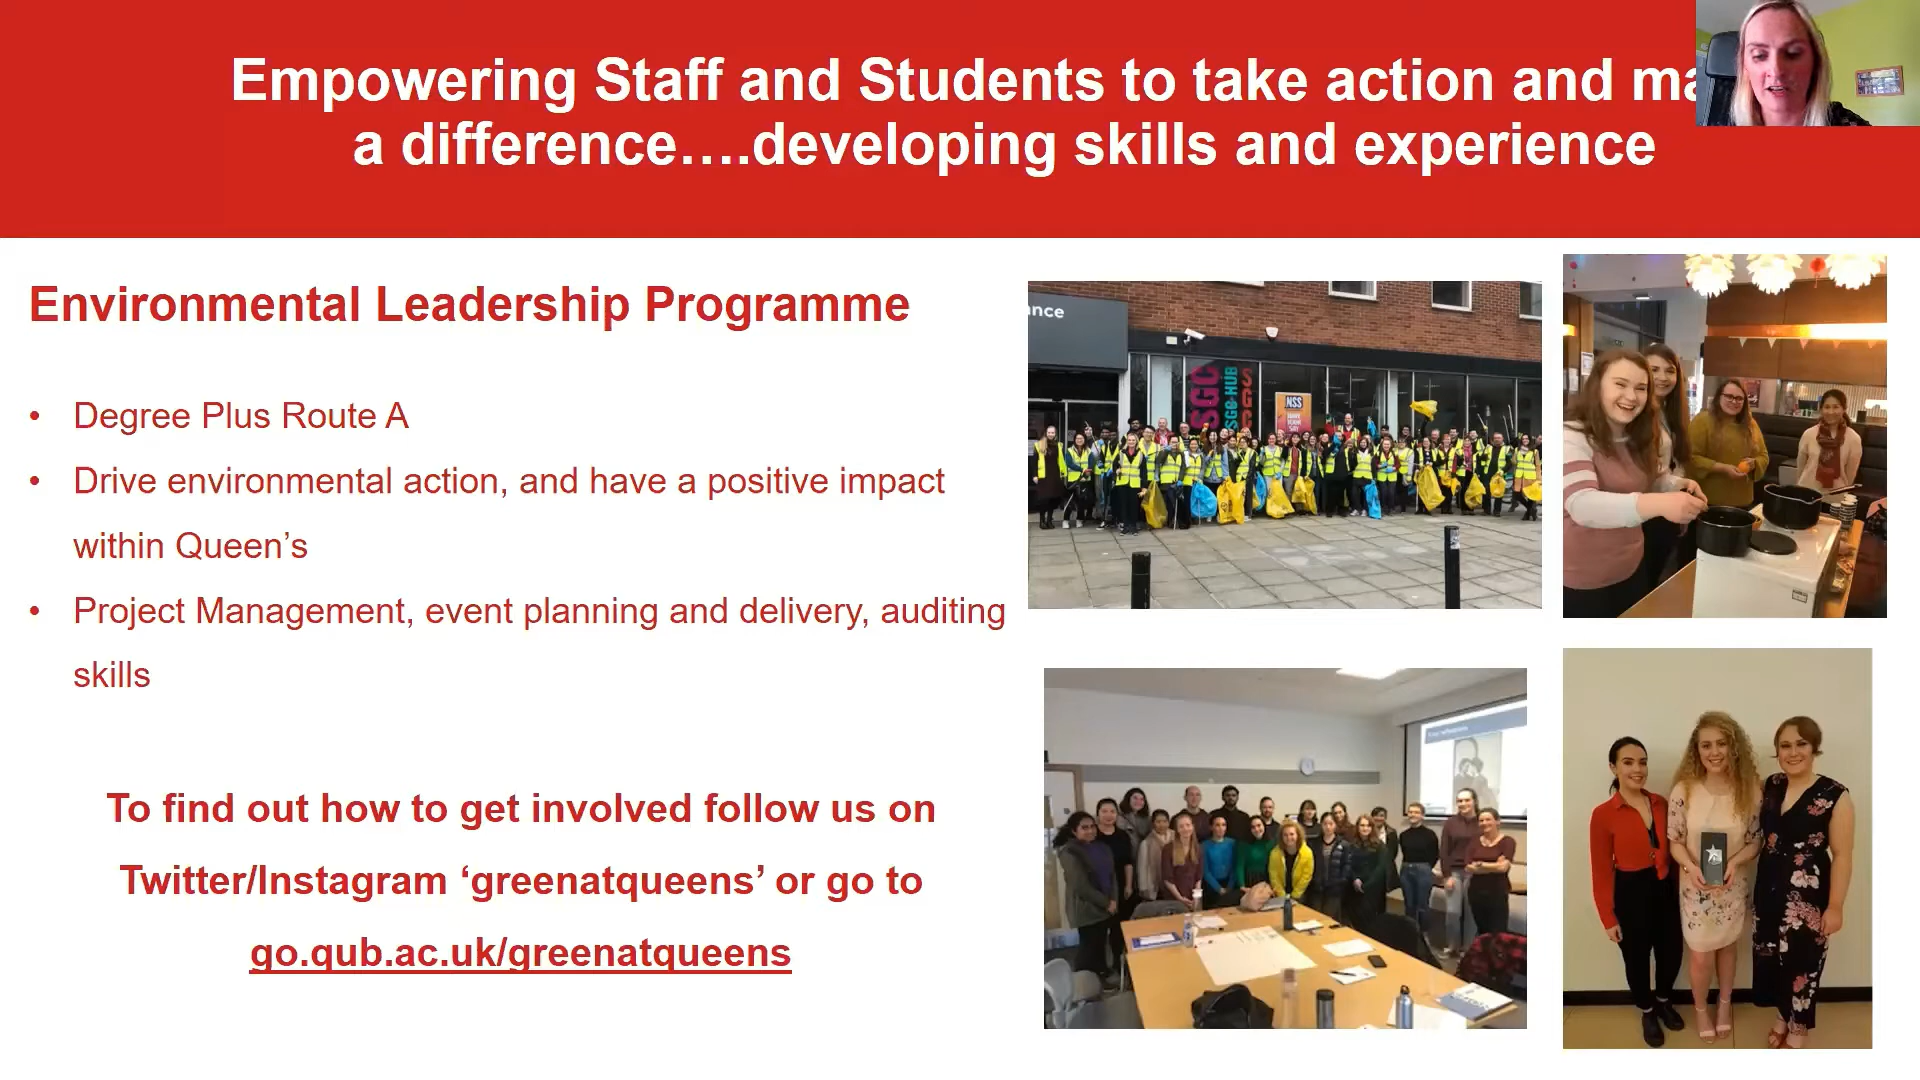 Empowering Staff and Students to take action and ma
a difference….developing skills and experience
Environmental Leadership Programme
• Degree Plus Route A
• Drive environmental action, and have a positive impact
within Queen’s
• Project Management, event planning and delivery, auditing
skills
To find out how to get involved follow us on
Twitter/Instagram ‘greenatqueens’ or go to
go.qub.ac.uk/greenatqueens
ance
SGC
SGC HUB
NSS